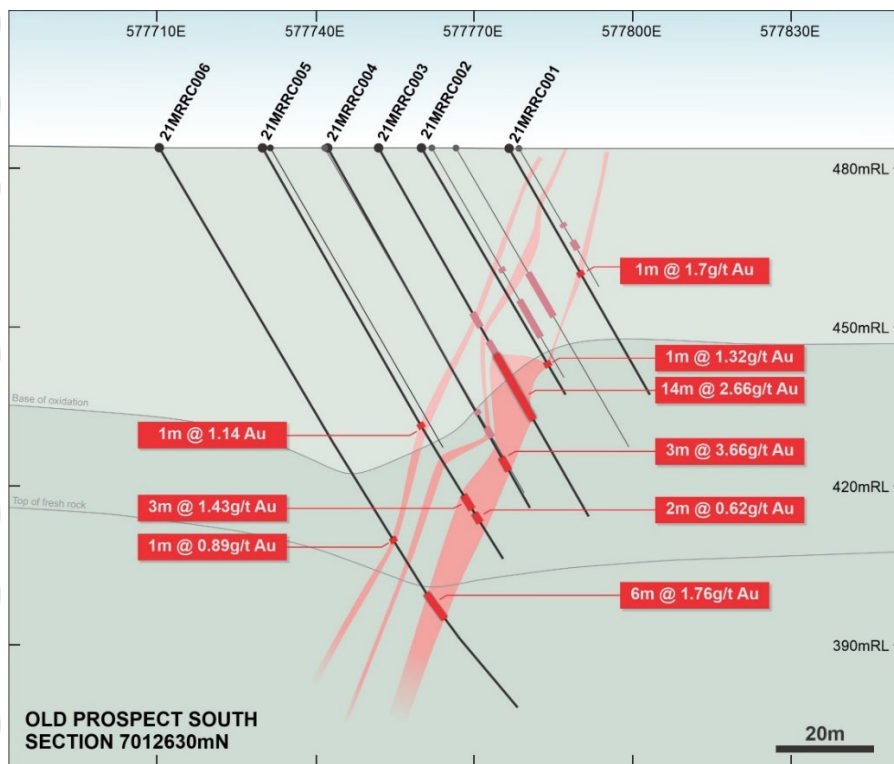 577710E
577740E
577770E
577800E
577830E
21MRRC006
21MRRC005
21MRRC004
21MRRC003
21MRRC002
21MRRC001
480mRL
1m @ 1.7g/t Au
450mRL
1m @ 1.32g/t Au
14m @ 2.66g/t Au
Base of oxidation
1m @ 1.14 Au
3m @ 3.66g/t Au
420mRL
Top of fresh rock
3m @ 1.43g/t Au
2m @ 0.62g/t Au
1m @ 0.89g/t Au
6m @ 1.76g/t Au
390mRL
OLD PROSPECT SOUTH
SECTION 7012630mN
20m